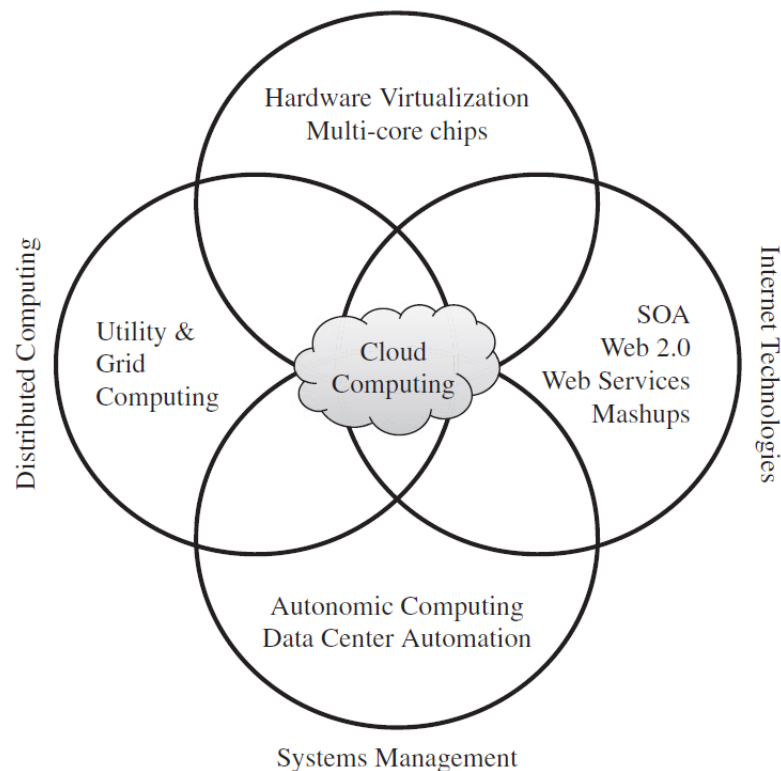 Hardware Virtualization
Multi-core chips
Distributed Computing
Utility &
Grid
Computing
Cloud
Computing
SOA
Web 2.0
Web Services
Mashups
Internet Technologies
Autonomic Computing
Data Center Automation
Systems Management